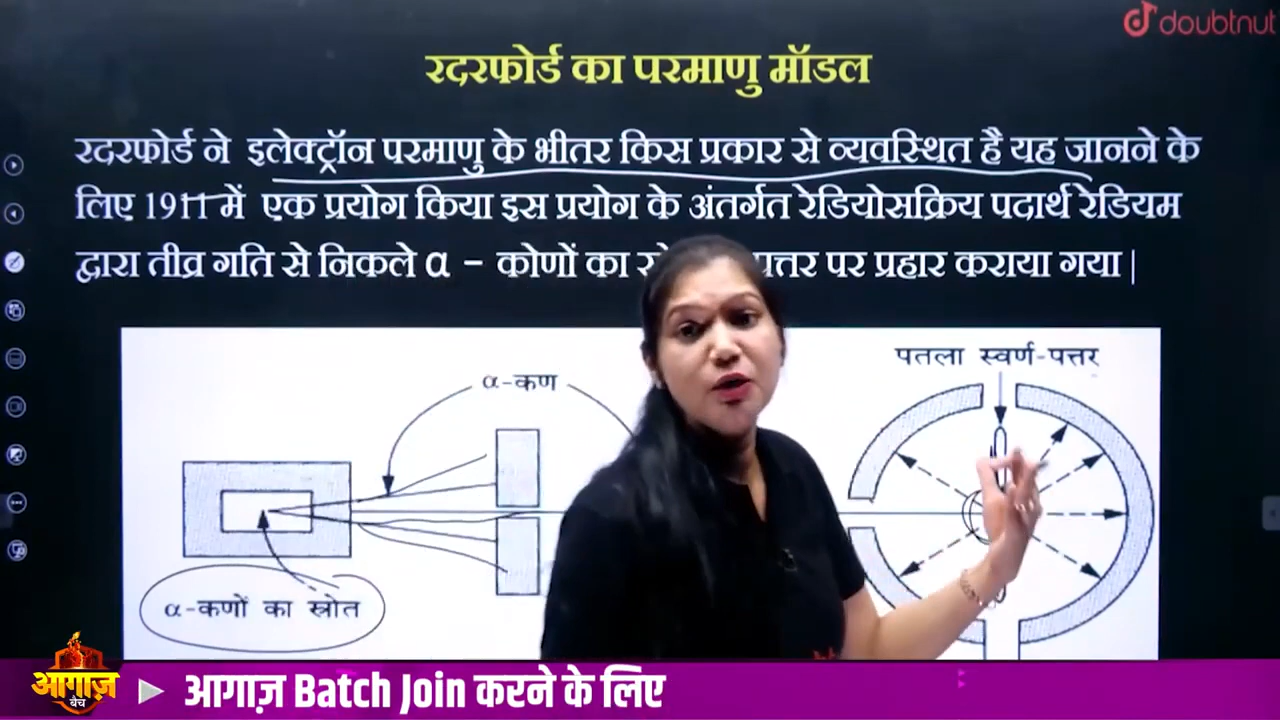 doubtnut
रदरफोर्ड का परमाणु मॉडल
रदरफोर्ड ने इलेक्ट्रॉन परमाणु के भीतर किस प्रकार से व्यवस्थित है यह जानने के
लिए 1911 में एक प्रयोग किया इस प्रयोग के अंतर्गत रेडियोसक्रिय पदार्थ रेडियम
द्वारा तीव्र गति से निकले α - कोणों का पत्तर पर प्रहार कराया गया |
पतला स्वर्ण-पत्तर
α-कण
α-कणों का स्रोत
आगाज़
बैच
आगाज़ Batch Join करने के लिए